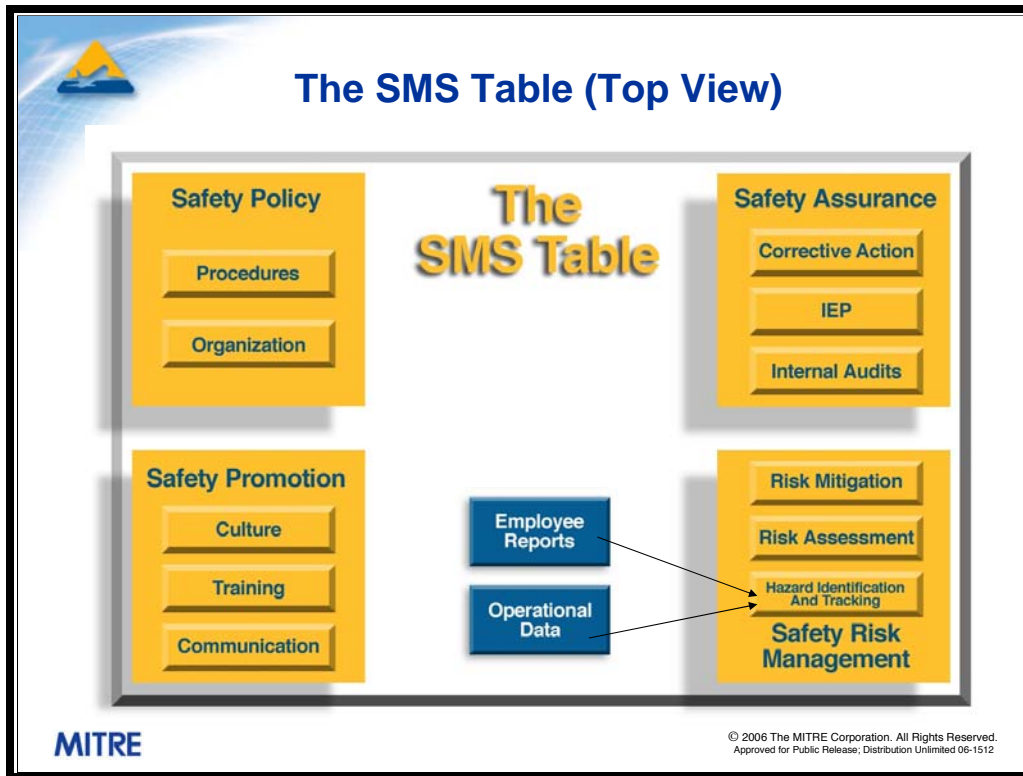 The SMS Table (Top View)
The
SMS Table
Safety Policy
Procedures
Organization
Safety Assurance
Corrective Action
IEP
Internal Audits
Safety Promotion
Culture
Training
Communication
Employee
Reports
Operational
Data
Risk Mitigation
Risk Assessment
Hazard Identification
And Tracking
Safety Risk
Management
MITRE
© 2006 The MITRE Corporation. All Rights Reserved.
Approved for Public Release; Distribution Unlimited 06-1512